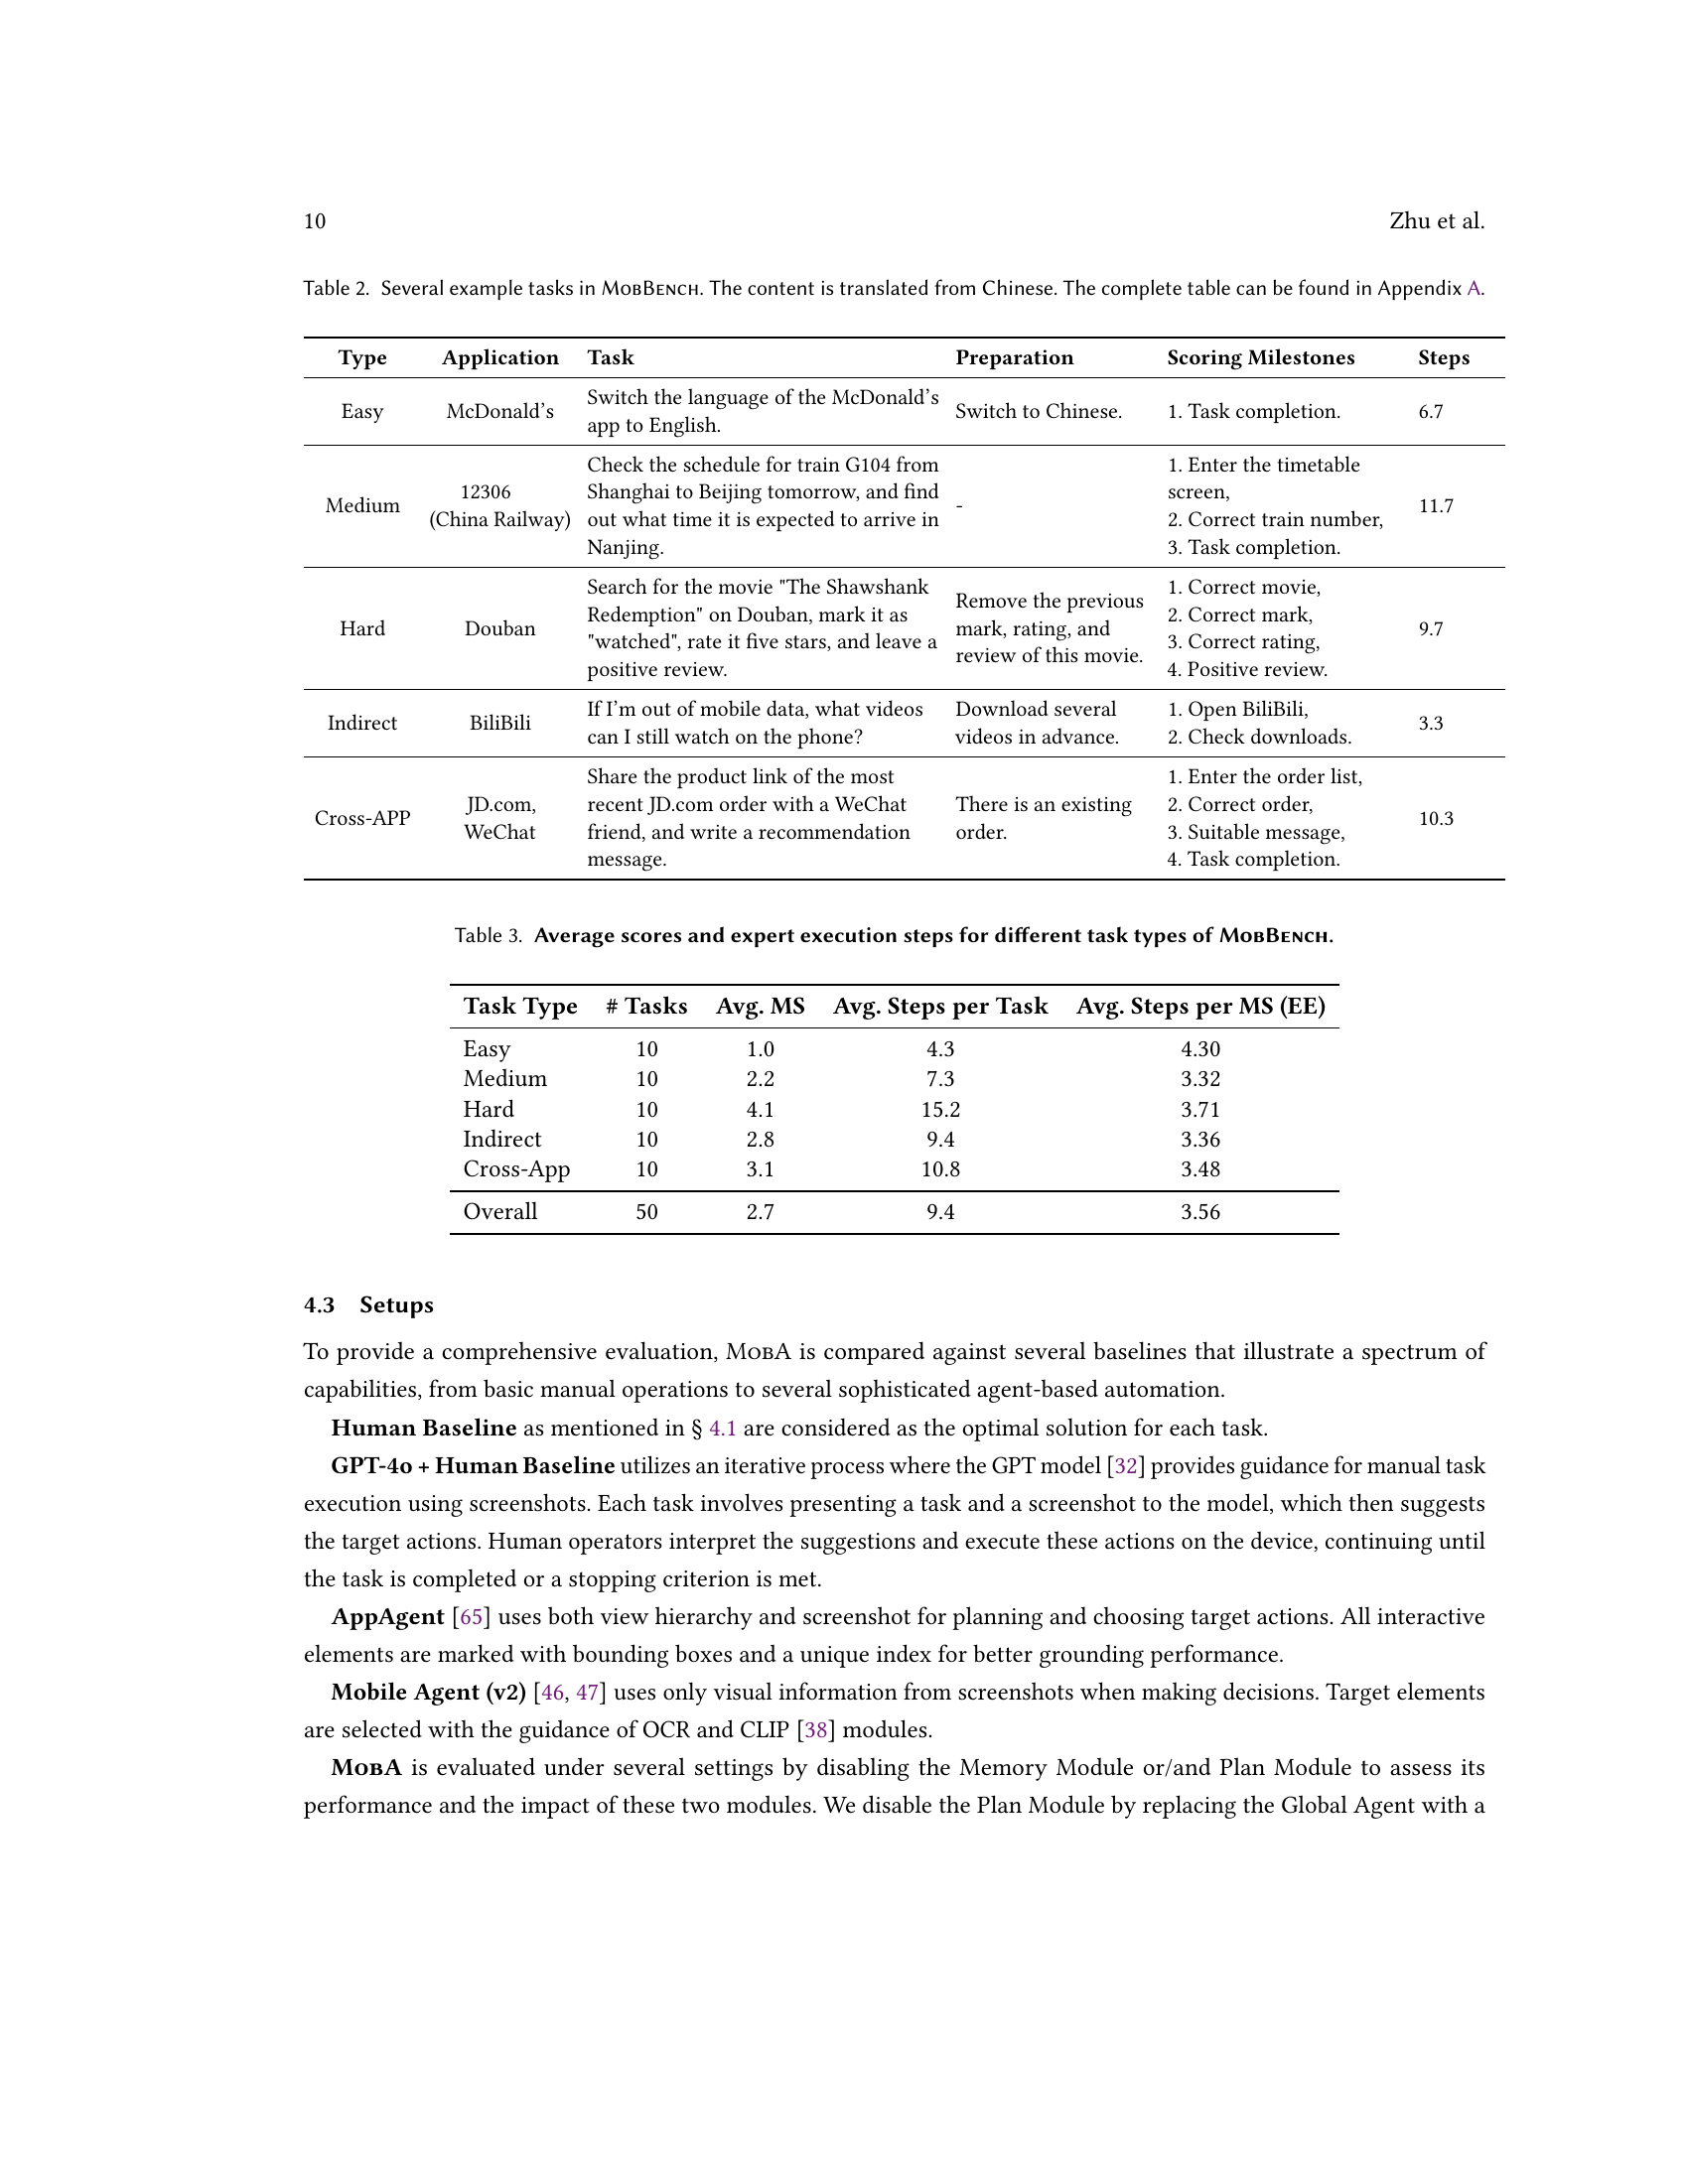 10 Zhu et al.
Table 2. Several example tasks in MobBench. The content is translated from Chinese. The complete table can be found in Appendix A.
Type Application Task Preparation Scoring Milestones Steps
Easy McDonald's Switch the language of the McDonald's app to English. Switch to Chinese. 1. Task completion. 6.7
Medium 12306 (China Railway) Check the schedule for train G104 from Shanghai to Beijing tomorrow, and find out what time it is expected to arrive in Nanjing. - 1. Enter the timetable screen, 2. Correct train number, 3. Task completion. 11.7
Hard Douban Search for the movie "The Shawshank Redemption" on Douban, mark it as "watched", rate it five stars, and leave a positive review. Remove the previous mark, rating, and review of this movie. 1. Correct movie, 2. Correct mark, 3. Correct rating, 4. Positive review. 9.7
Indirect BiliBili If I'm out of mobile data, what videos can I still watch on the phone? Download several videos in advance. 1. Open BiliBili, 2. Check downloads. 3.3
Cross-APP JD.com, WeChat Share the product link of the most recent JD.com order with a WeChat friend, and write a recommendation message. There is an existing order. 1. Enter the order list, 2. Correct order, 3. Suitable message, 4. Task completion. 10.3
Table 3. Average scores and expert execution steps for different task types of MobBench.
Task Type # Tasks Avg. MS Avg. Steps per Task Avg. Steps per MS (EE)
Easy 10 1.0 4.3 4.30
Medium 10 2.2 7.3 3.32
Hard 10 4.1 15.2 3.71
Indirect 10 2.8 9.4 3.36
Cross-App 10 3.1 10.8 3.48
Overall 50 2.7 9.4 3.56
4.3 Setups
To provide a comprehensive evaluation, MobA is compared against several baselines that illustrate a spectrum of
capabilities, from basic manual operations to several sophisticated agent-based automation.
Human Baseline as mentioned in § 4.1 are considered as the optimal solution for each task.
GPT-4o + Human Baseline utilizes an iterative process where the GPT model [32] provides guidance for manual task
execution using screenshots. Each task involves presenting a task and a screenshot to the model, which then suggests
the target actions. Human operators interpret the suggestions and execute these actions on the device, continuing until
the task is completed or a stopping criterion is met.
AppAgent [65] uses both view hierarchy and screenshot for planning and choosing target actions. All interactive
elements are marked with bounding boxes and a unique index for better grounding performance.
Mobile Agent (v2) [46, 47] uses only visual information from screenshots when making decisions. Target elements
are selected with the guidance of OCR and CLIP [38] modules.
MobA is evaluated under several settings by disabling the Memory Module or/and Plan Module to assess its
performance and the impact of these two modules. We disable the Plan Module by replacing the Global Agent with a